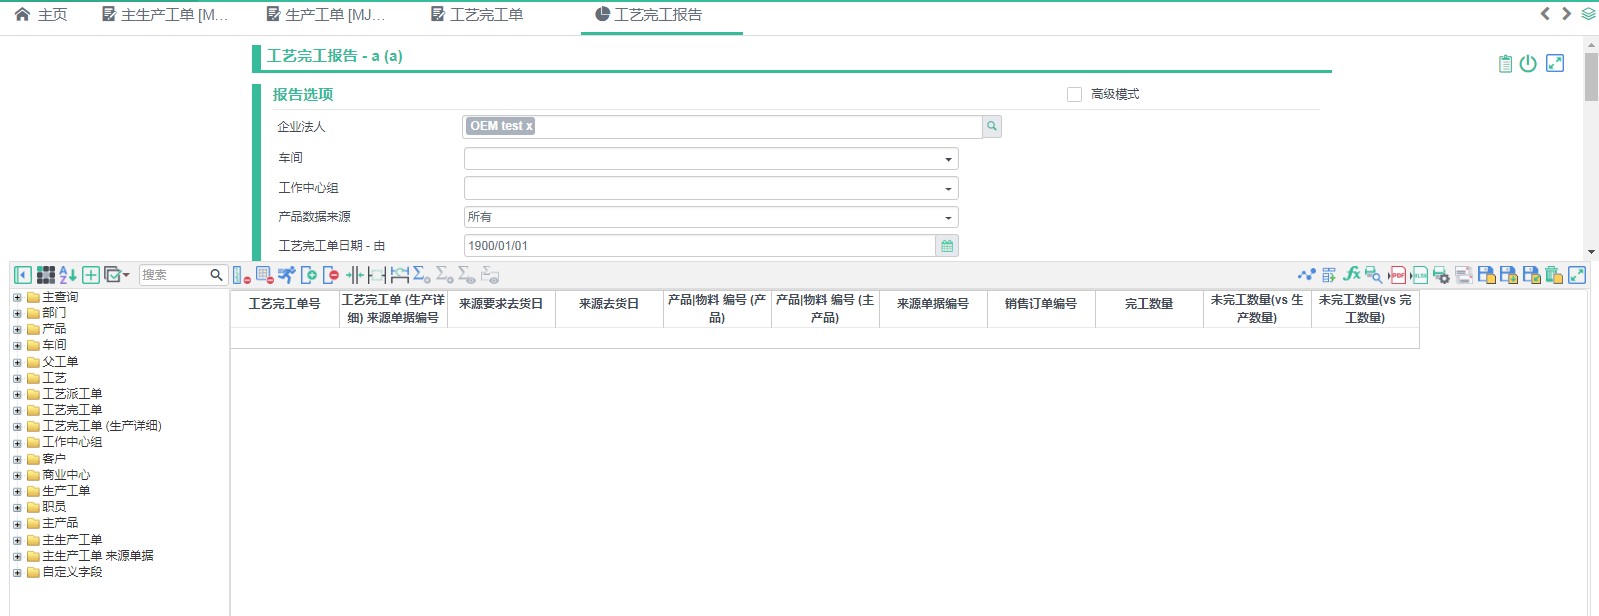 主页
主生产工单 [M...
生产工单 [MJ...
工艺完工单
工艺完工报告
工艺完工报告 - a (a)
报告选项
高级模式
企业法人
OEM test x
车间
工作中心组
产品数据来源
所有
工艺完工单日期 - 由
1900/01/01
搜索
主查询
部门
产品
车间
父工单
工艺
工艺派工单
工艺完工单
工艺完工单 (生产详细)
工作中心组
客户
商业中心
生产工单
职员
主产品
主生产工单
主生产工单 来源单据
自定义字段
工艺完工单号
工艺完工单 (生产详
细) 来源单据编号
来源要求去货日
来源去货日
产品|物料 编号 (产
品)
产品|物料 编号 (主
产品)
来源单据编号
销售订单编号
完工数量
未完工数量(vs 生
产数量)
未完工数量(vs 完
工数量)